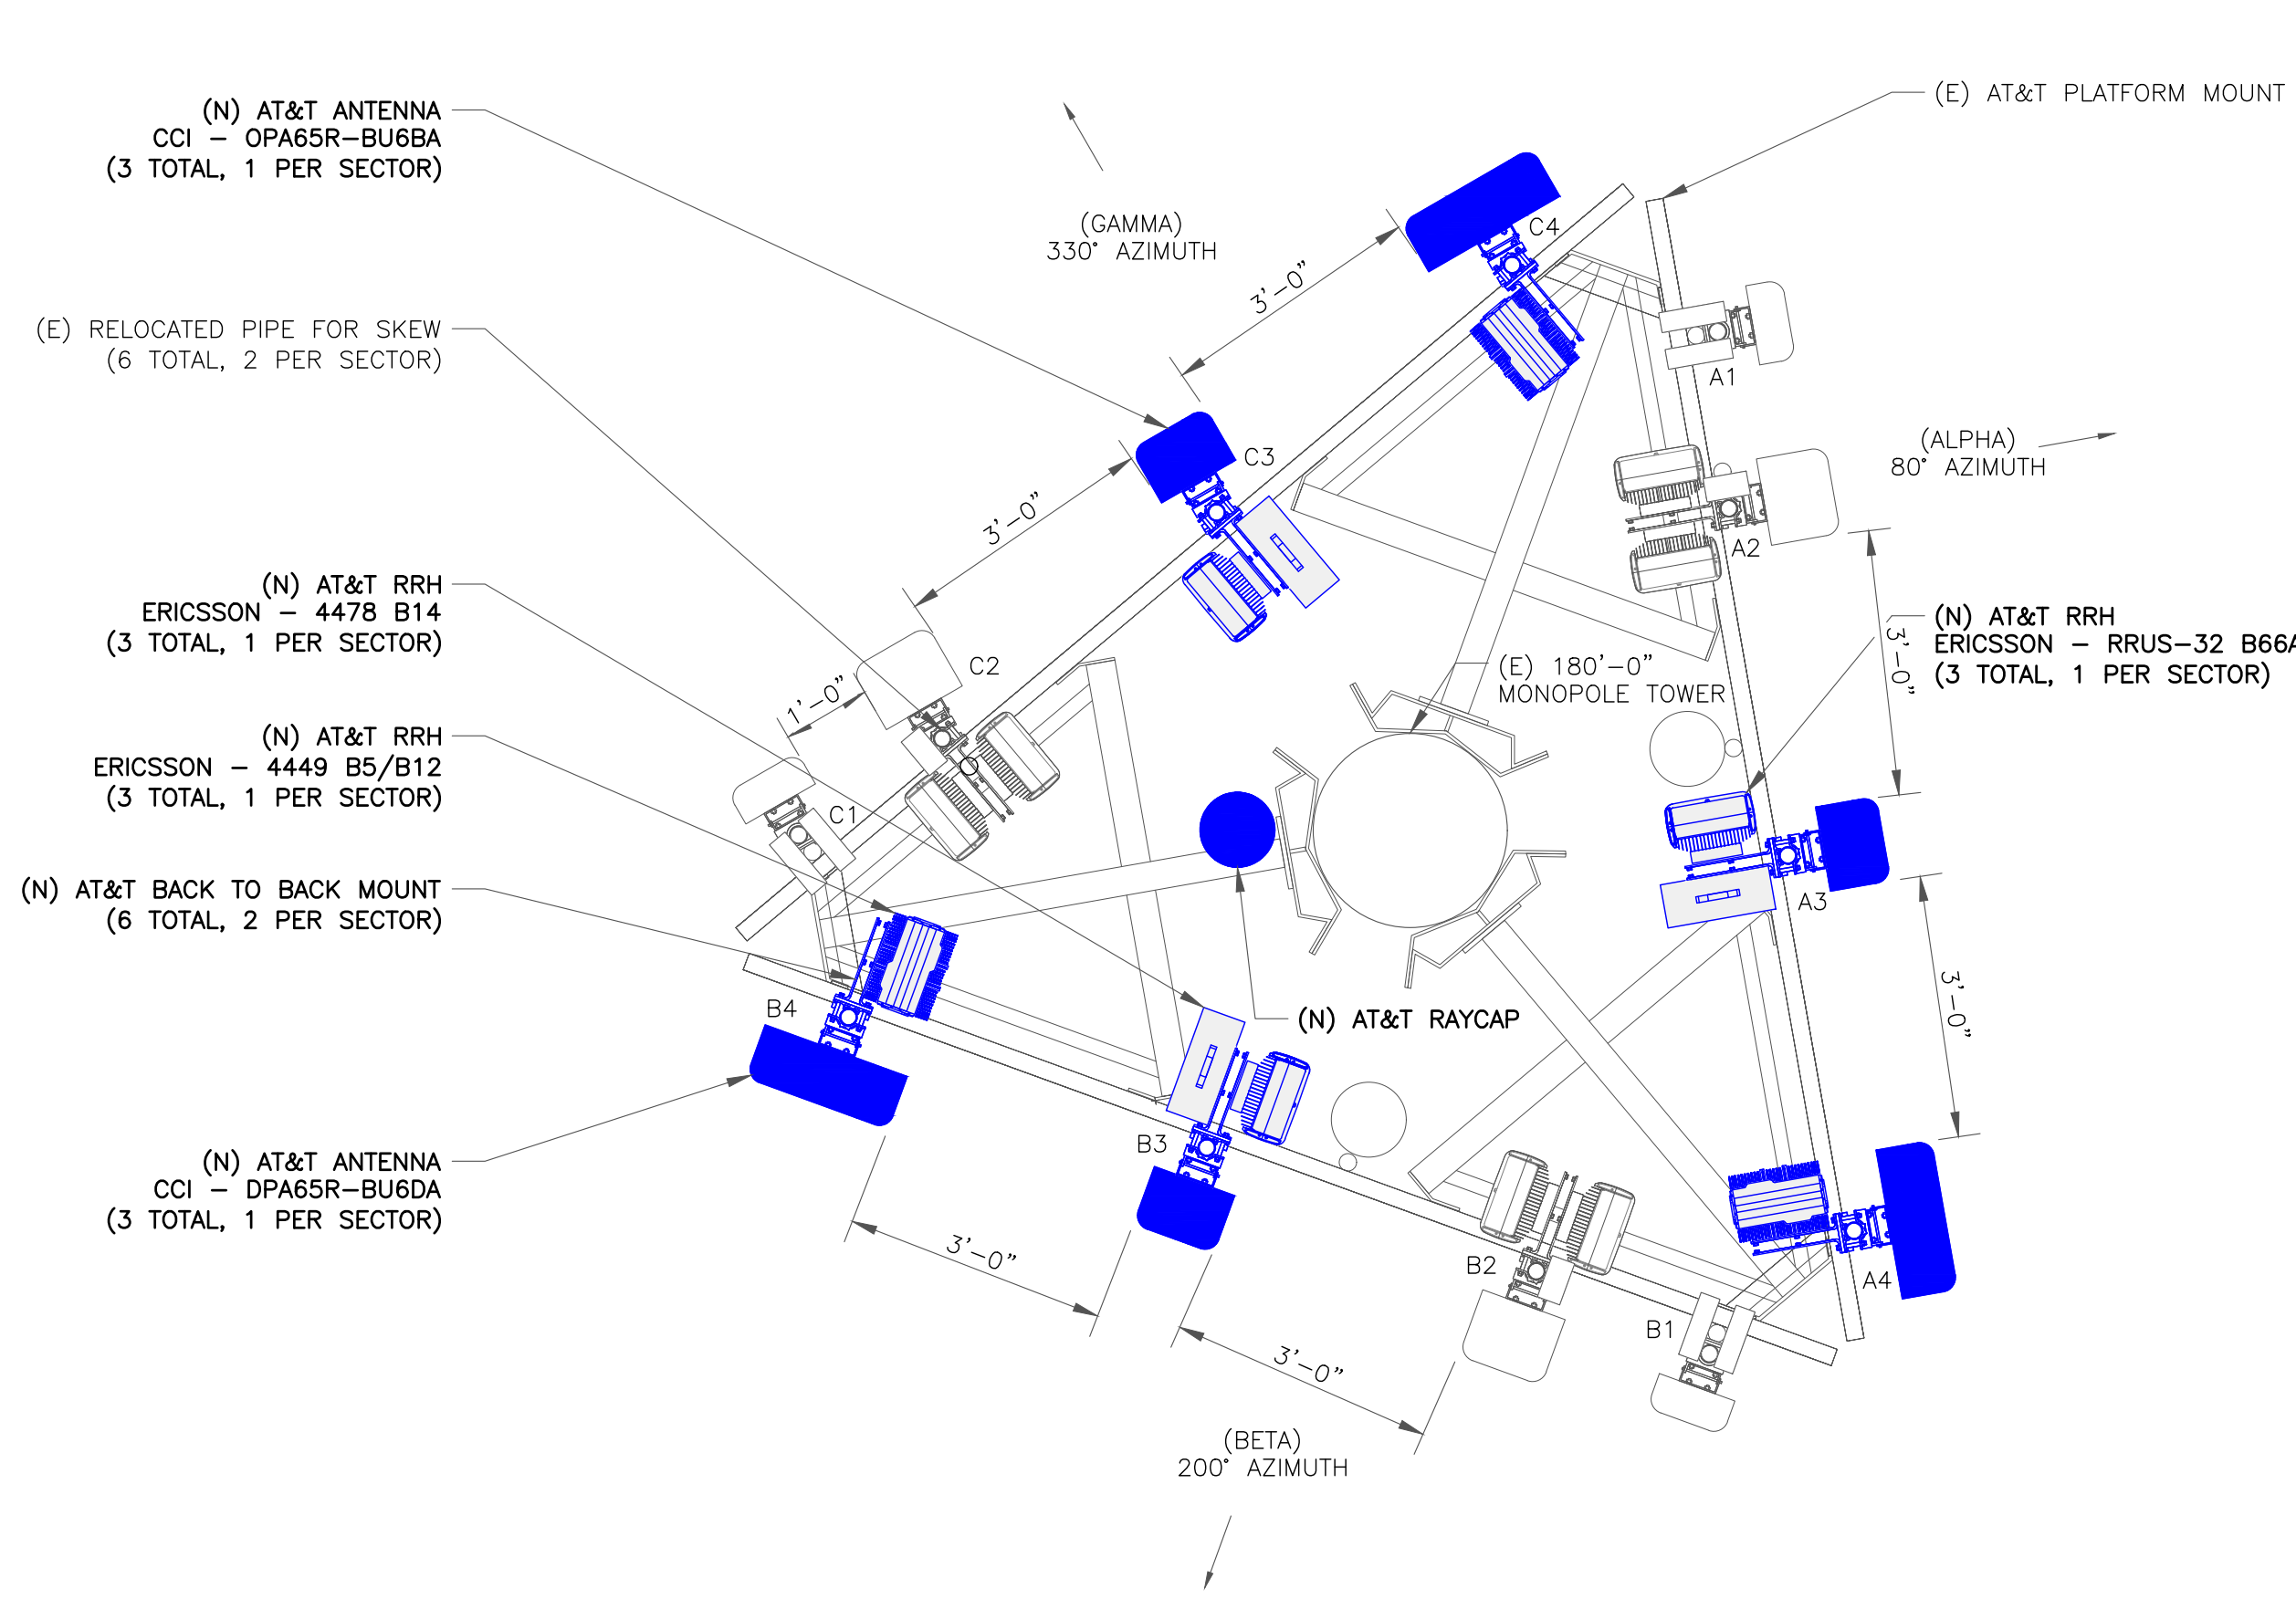 (N) AT&T ANTENNA
CCI - OPA65R-BU6BA
(3 TOTAL, 1 PER SECTOR)
(E) RELOCATED PIPE FOR SKEW
(6 TOTAL, 2 PER SECTOR)
(N) AT&T RRH
ERICSSON - 4478 B14
(3 TOTAL, 1 PER SECTOR)
(N) AT&T RRH
ERICSSON - 4449 B5/B12
(3 TOTAL, 1 PER SECTOR)
(N) AT&T BACK TO BACK MOUNT
(6 TOTAL, 2 PER SECTOR)
(N) AT&T ANTENNA
CCI - DPA65R-BU6DA
(3 TOTAL, 1 PER SECTOR)
(GAMMA)
330° AZIMUTH
C4
3'-0"
C3
3'-0"
C2
1'-0"
C1
(E) AT&T PLATFORM MOUNT
A1
(ALPHA)
80° AZIMUTH
A2
3'-0"
(N) AT&T RRH
ERICSSON - RRUS-32 B66A
(3 TOTAL, 1 PER SECTOR)
A3
3'-0"
A4
(E) 180'-0"
MONOPOLE TOWER
(N) AT&T RAYCAP
B4
B3
B2
B1
3'-0"
3'-0"
(BETA)
200° AZIMUTH